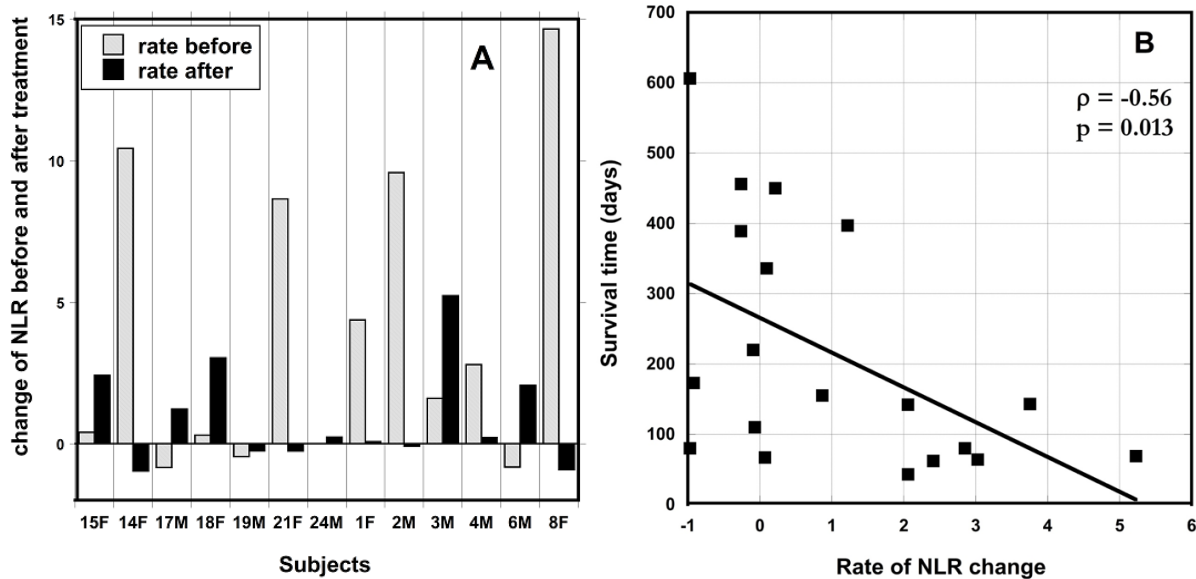 change of NLR before and after treatment
15
10
5
0
rate before
rate after
A
15F 14F 17M 18F 19M 21F 24M 1F 2M 3M 4M 6M 8F
Subjects
Survival time (days)
700
600
500
400
300
200
100
0
B
ρ = -0.56
p = 0.013
-1 0 1 2 3 4 5 6
Rate of NLR change